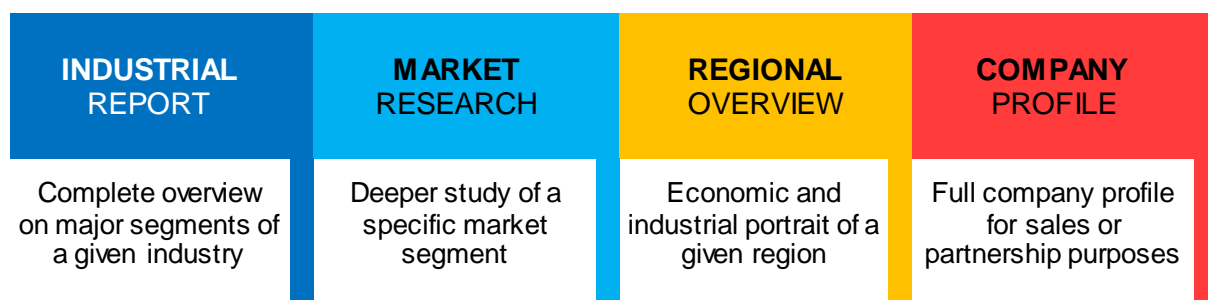 INDUSTRIAL
REPORT
Complete overview
on major segments of
a given industry
MARKET
RESEARCH
Deeper study of a
specific market
segment
REGIONAL
OVERVIEW
Economic and
industrial portrait of a
given region
COMPANY
PROFILE
Full company profile
for sales or
partnership purposes